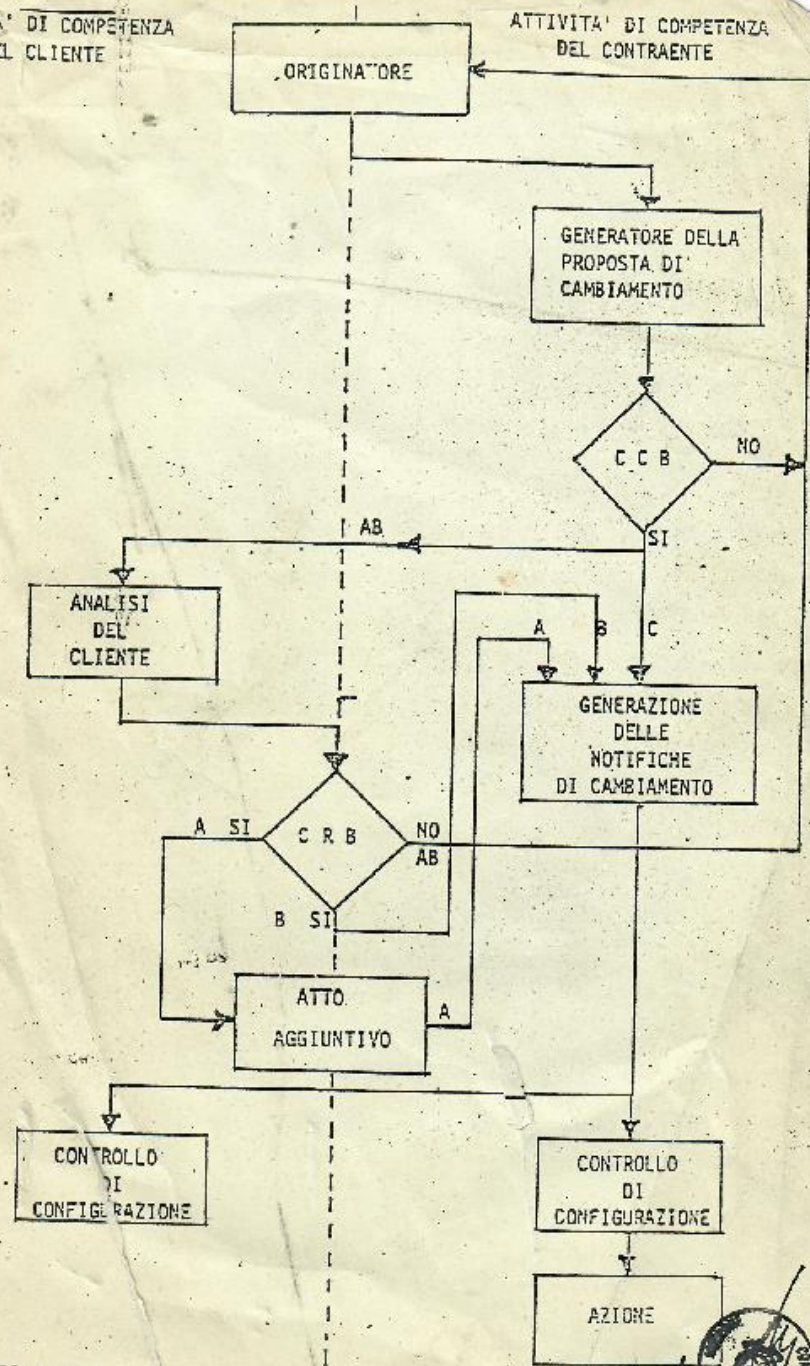 DI COMPETENZA
CLIENTE
ATTIVITA' DI COMPETENZA
DEL CONTRAENTE
ORIGINATORE
GENERATORE DELLA
PROPOSTA DI
CAMBIAMENTO
C C B
NO
SI
AB
ANALISI
DEL
CLIENTE
A
B
C
GENERAZIONE
DELLE
NOTIFICHE
DI CAMBIAMENTO
A SI
C R B
NO
AB
B SI
ATTO
AGGIUNTIVO
A
CONTROLLO
DI
CONFIGURAZIONE
CONTROLLO
DI
CONFIGURAZIONE
AZIONE